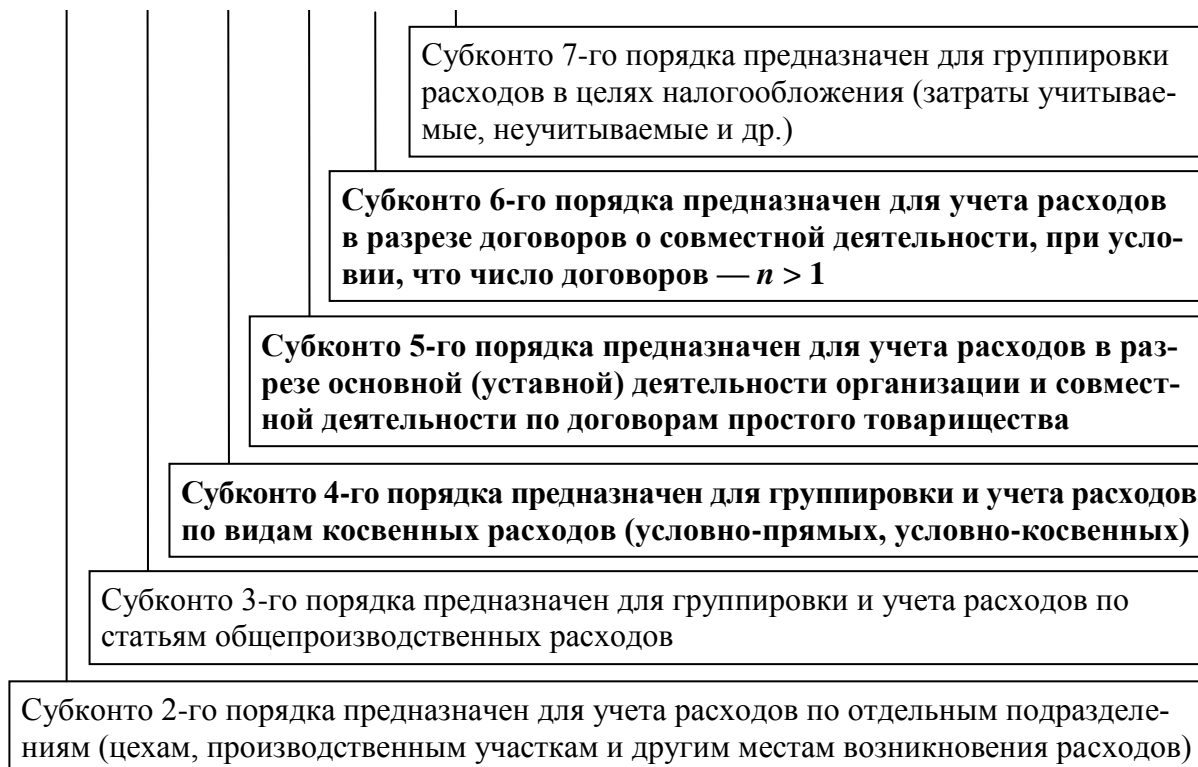 Субконто 7-го порядка предназначен для группировки
расходов в целях налогообложения (затраты учитывае-
мые, неучитываемые и др.)
Субконто 6-го порядка предназначен для учета расходов
в разрезе договоров о совместной деятельности, при усло-
вии, что число договоров — n > 1
Субконто 5-го порядка предназначен для учета расходов в раз-
резе основной (уставной) деятельности организации и совмест-
ной деятельности по договорам простого товарищества
Субконто 4-го порядка предназначен для группировки и учета расходов
по видам косвенных расходов (условно-прямых, условно-косвенных)
Субконто 3-го порядка предназначен для группировки и учета расходов по
статьям общепроизводственных расходов
Субконто 2-го порядка предназначен для учета расходов по отдельным подразделе-
ниям (цехам, производственным участкам и другим местам возникновения расходов)